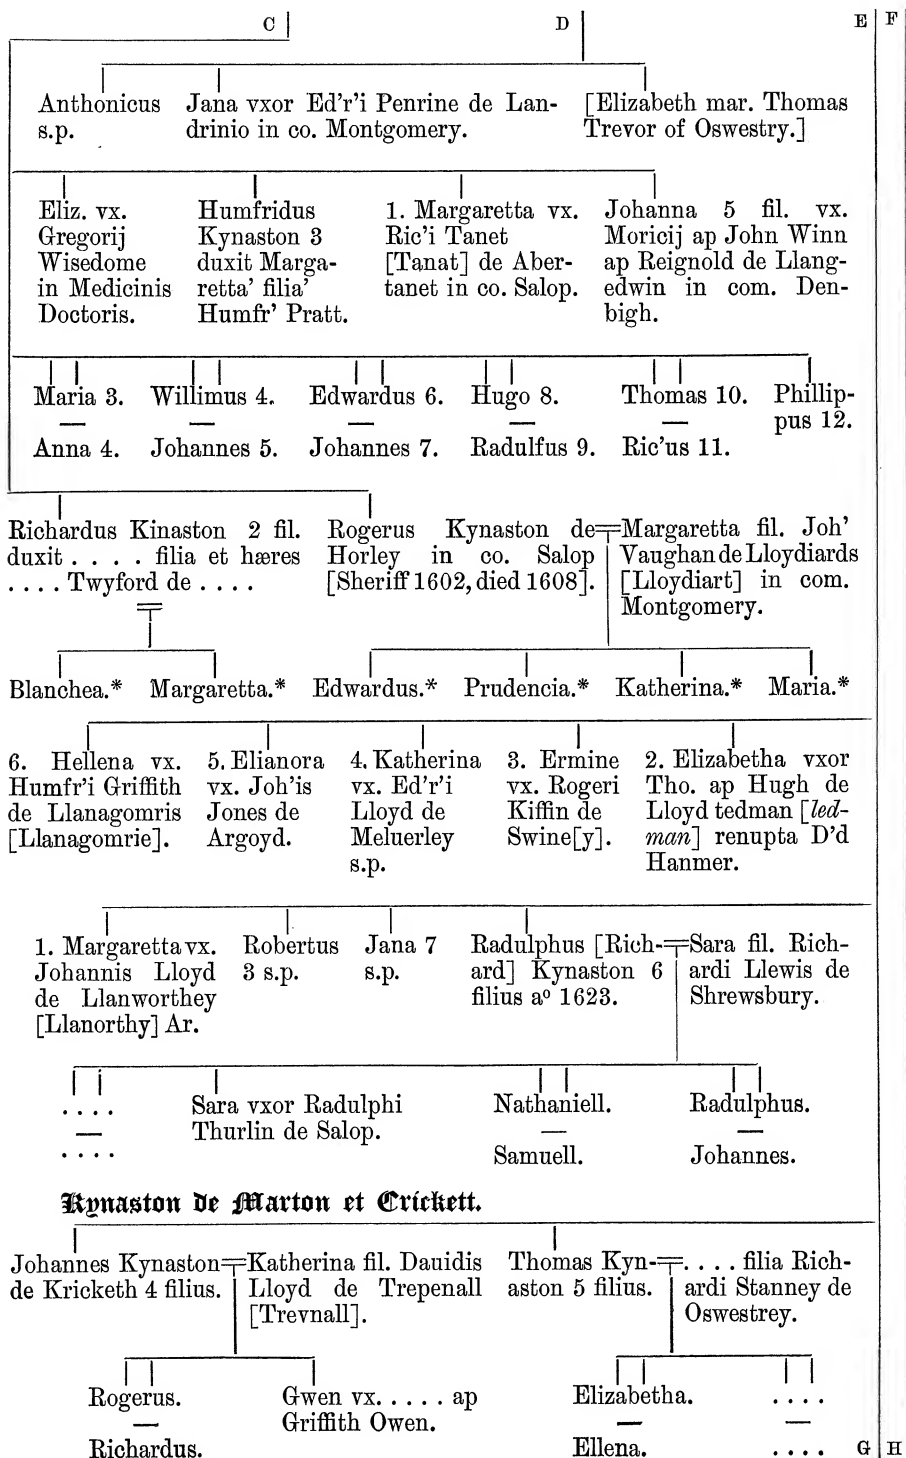 C D E F
Anthonicus
s.p.
Jana vxor Ed'r'i Penrine de Lan-
drinio in co. Montgomery.
[Elizabeth mar. Thomas
Trevor of Oswestry.]
Eliz. vx.
Gregorij
Wisedome
in Medicinis
Doctoris.
Humfridus
Kynaston 3
duxit Marga-
retta' filia'
Humfr' Pratt.
1. Margaretta vx.
Ric'i Tanet
[Tanat] de Aber-
tanet in co. Salop.
Johanna 5 fil. vx.
Moricij ap John Winn
ap Reignold de Llang-
edwin in com. Den-
bigh.
Maria 3.
Anna 4.
Willimus 4.
Johannes 5.
Edwardus 6.
Johannes 7.
Hugo 8.
Radulfus 9.
Thomas 10.
Ric'us 11.
Phillip-
pus 12.
Richardus Kinaston 2 fil.
duxit . . . . filia et hæres
. . . . Twyford de . . . .
Rogerus Kynaston de
Horley in co. Salop
[Sheriff 1602, died 1608].
Margaretta fil. Joh'
Vaughan de Lloydiards
[Lloydiart] in com.
Montgomery.
Blanchea.* Margaretta.* Edwardus.* Prudencia.* Katherina.* Maria.*
6. Hellena vx.
Humfr'i Griffith
de Llanagomris
[Llanagomrie].
5. Elianora
vx. Joh'is
Jones de
Argoyd.
4. Katherina
vx. Ed'r'i
Lloyd de
Meluerley
s.p.
3. Ermine
vx. Rogeri
Kiffin de
Swine[y].
2. Elizabetha vxor
Tho. ap Hugh de
Lloyd tedman [led-
man] renupta D'd
Hanmer.
1. Margaretta vx.
Johannis Lloyd
de Llanworthey
[Llanorthy] Ar.
Robertus
3 s.p.
Jana 7
s.p.
Radulphus [Rich-
ard] Kynaston 6
filius aº 1623.
Sara fil. Rich-
ardi Llewis de
Shrewsbury.
. . . .
. . . .
Sara vxor Radulphi
Thurlin de Salop.
Nathaniell.
Samuell.
Radulphus.
Johannes.
Kynaston de Marton et Crickett.
Johannes Kynaston
de Kricketh 4 filius.
Katherina fil. Dauidis
Lloyd de Trepenall
[Trevnall].
Thomas Kyn-
aston 5 filius.
. . . . filia Rich-
ardi Stanney de
Oswestrey.
Rogerus.
Richardus.
Gwen vx. . . . . ap
Griffith Owen.
Elizabetha.
Ellena.
. . . .
. . . .
G H